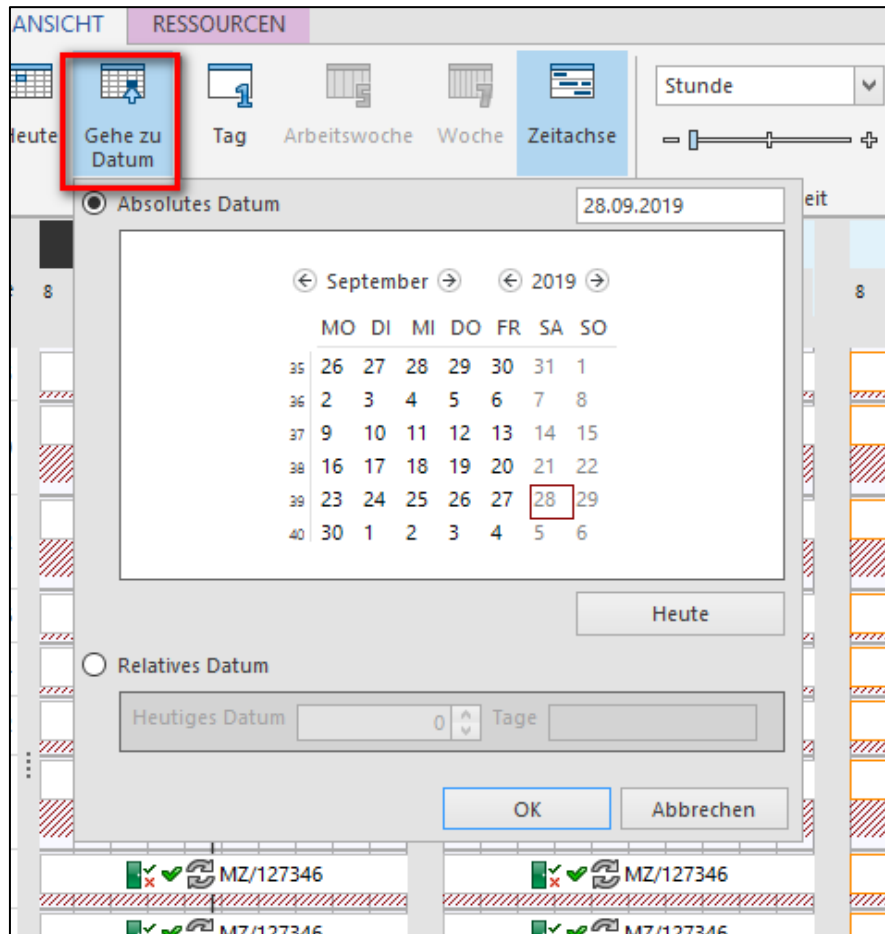 ANSICHT RESSOURCEN
Heute Gehe zu Datum Tag Arbeitswoche Woche Zeitachse Stunde
Absolutes Datum 28.09.2019 eit
8 8
September 2019
MO DI MI DO FR SA SO
35 26 27 28 29 30 31 1
36 2 3 4 5 6 7 8
37 9 10 11 12 13 14 15
38 16 17 18 19 20 21 22
39 23 24 25 26 27 28 29
40 30 1 2 3 4 5 6
Heute
Relatives Datum
Heutiges Datum 0 Tage
OK Abbrechen
MZ/127346 MZ/127346
MZ/127346 MZ/127346